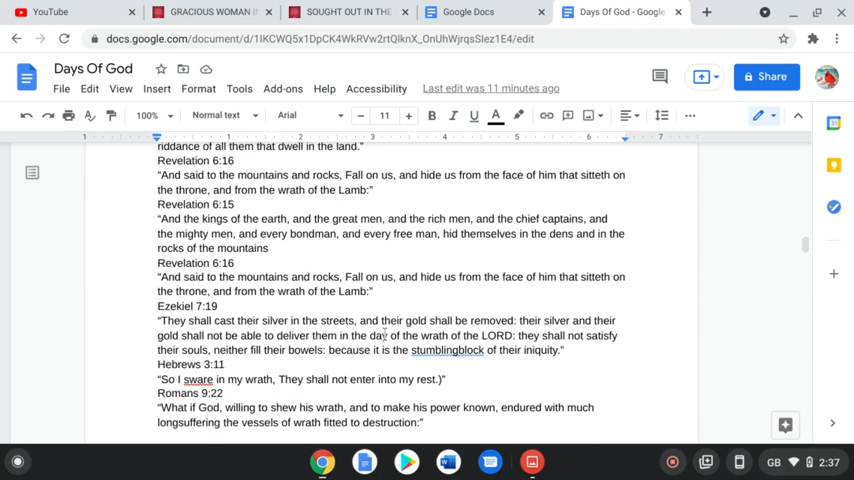 YouTube
GRACIOUS WOMAN I
SOUGHT OUT IN THE
Google Docs
Days Of God - Google
docs.google.com/document/d/1IKCWQ5x1DpCK4WkRVw2rtQlknX_OnUhWjrqsSIez1E4/edit
Days Of God
File Edit View Insert Format Tools Add-ons Help Accessibility Last edit was 11 minutes ago
Share
100% Normal text Arial 11 B I U A
1 1 2 3 4 5 6 7
riddance of all them that dwell in the land.”
Revelation 6:16
“And said to the mountains and rocks, Fall on us, and hide us from the face of him that sitteth on
the throne, and from the wrath of the Lamb:”
Revelation 6:15
“And the kings of the earth, and the great men, and the rich men, and the chief captains, and
the mighty men, and every bondman, and every free man, hid themselves in the dens and in the
rocks of the mountains
Revelation 6:16
“And said to the mountains and rocks, Fall on us, and hide us from the face of him that sitteth on
the throne, and from the wrath of the Lamb:”
Ezekiel 7:19
“They shall cast their silver in the streets, and their gold shall be removed: their silver and their
gold shall not be able to deliver them in the day of the wrath of the LORD: they shall not satisfy
their souls, neither fill their bowels: because it is the stumblingblock of their iniquity.”
Hebrews 3:11
“So I sware in my wrath, They shall not enter into my rest.)”
Romans 9:22
“What if God, willing to shew his wrath, and to make his power known, endured with much
longsuffering the vessels of wrath fitted to destruction:”
GB 2:37